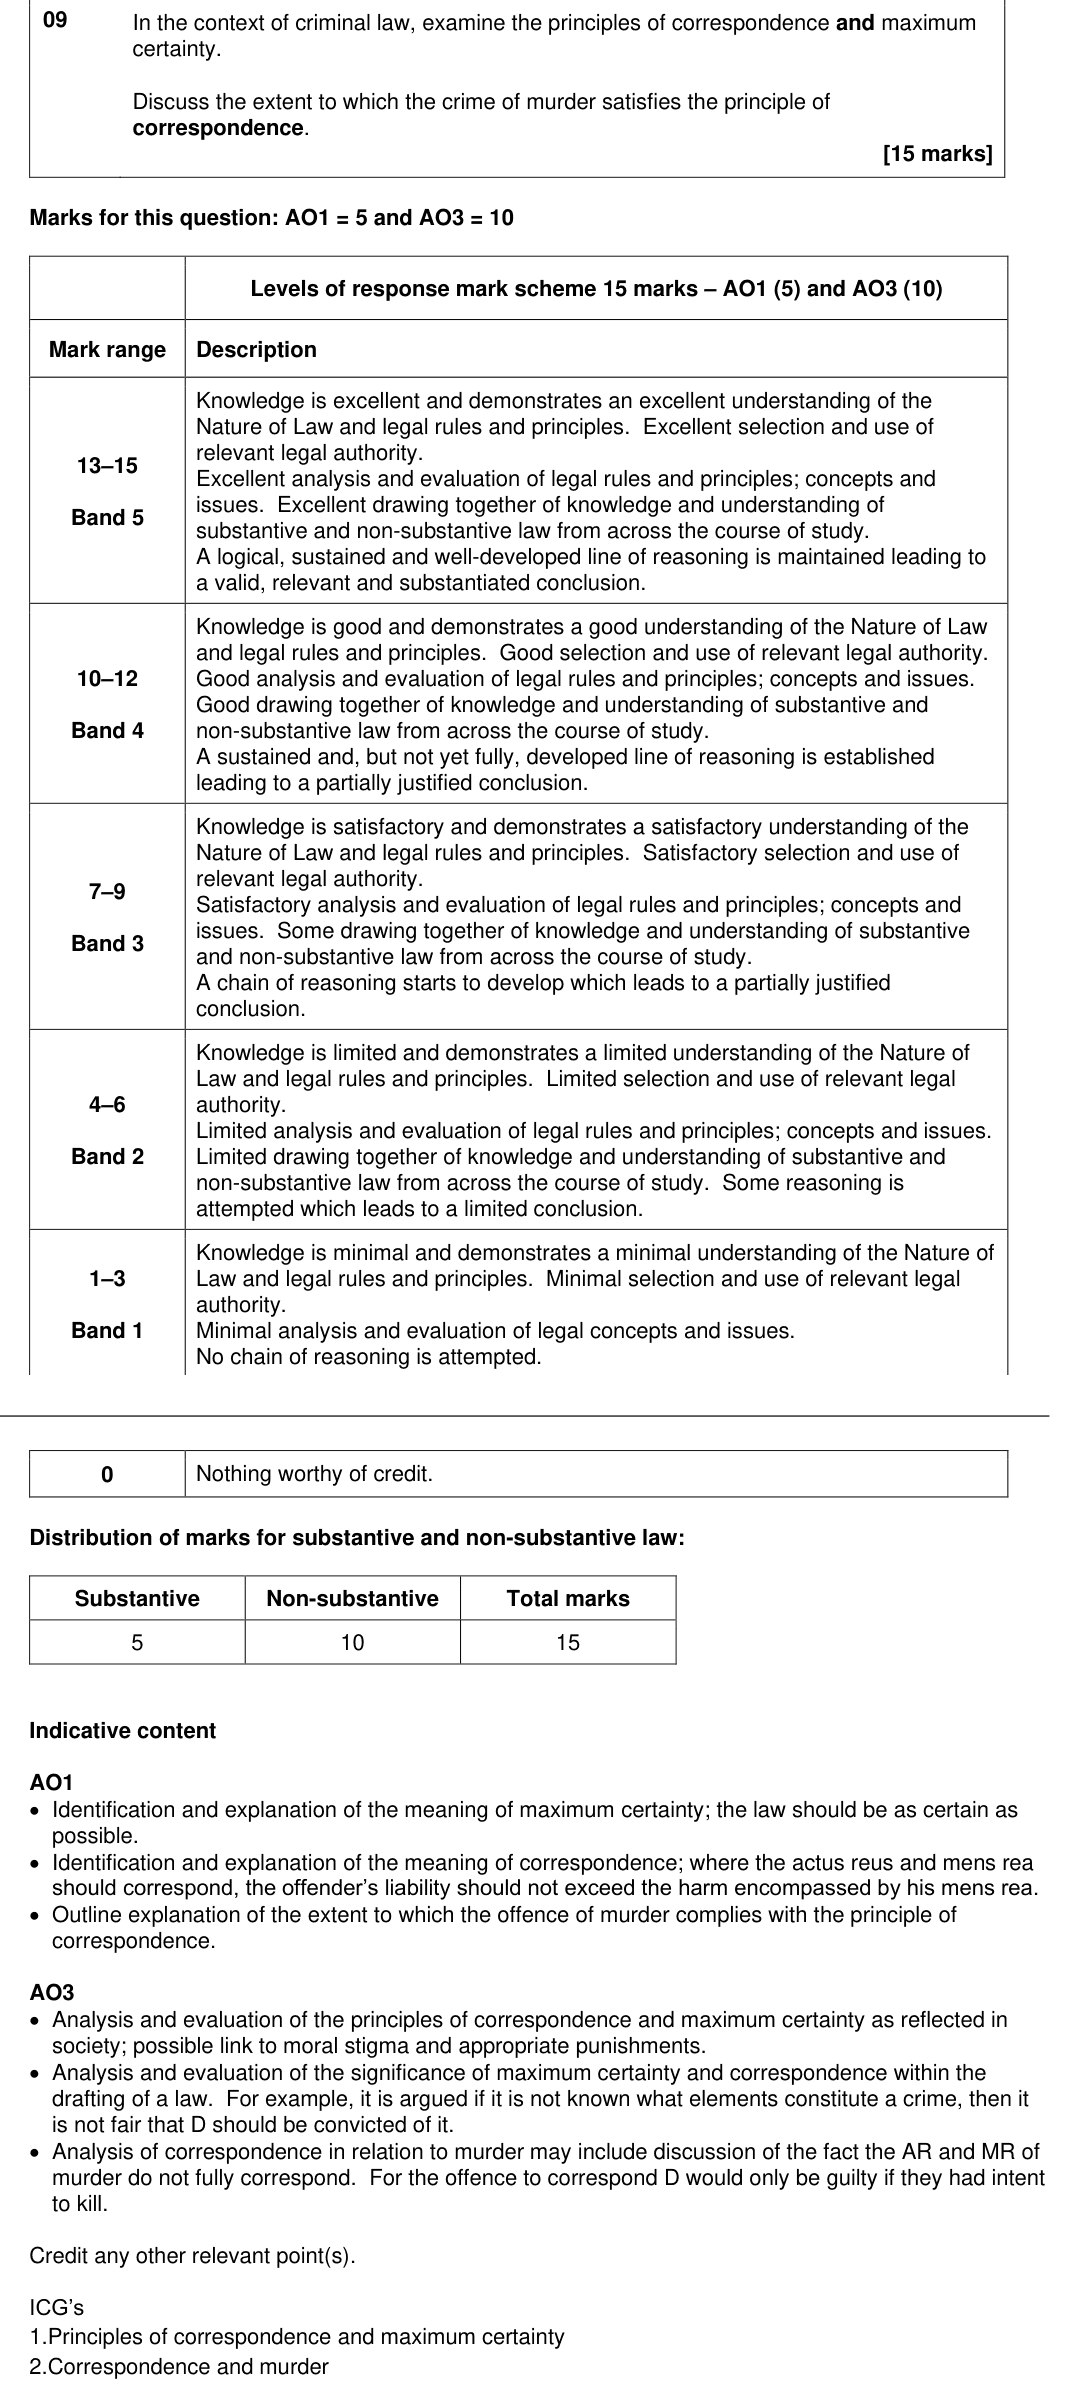 09
In the context of criminal law, examine the principles of correspondence and maximum
certainty.
Discuss the extent to which the crime of murder satisfies the principle of
correspondence.
[15 marks]
Marks for this question: AO1 = 5 and AO3 = 10
Levels of response mark scheme 15 marks – AO1 (5) and AO3 (10)
Mark range
Description
13–15
Band 5
Knowledge is excellent and demonstrates an excellent understanding of the
Nature of Law and legal rules and principles.  Excellent selection and use of
relevant legal authority.
Excellent analysis and evaluation of legal rules and principles; concepts and
issues.  Excellent drawing together of knowledge and understanding of
substantive and non-substantive law from across the course of study.
A logical, sustained and well-developed line of reasoning is maintained leading to
a valid, relevant and substantiated conclusion.
10–12
Band 4
Knowledge is good and demonstrates a good understanding of the Nature of Law
and legal rules and principles.  Good selection and use of relevant legal authority.
Good analysis and evaluation of legal rules and principles; concepts and issues.
Good drawing together of knowledge and understanding of substantive and
non-substantive law from across the course of study.
A sustained and, but not yet fully, developed line of reasoning is established
leading to a partially justified conclusion.
7–9
Band 3
Knowledge is satisfactory and demonstrates a satisfactory understanding of the
Nature of Law and legal rules and principles.  Satisfactory selection and use of
relevant legal authority.
Satisfactory analysis and evaluation of legal rules and principles; concepts and
issues.  Some drawing together of knowledge and understanding of substantive
and non-substantive law from across the course of study.
A chain of reasoning starts to develop which leads to a partially justified
conclusion.
4–6
Band 2
Knowledge is limited and demonstrates a limited understanding of the Nature of
Law and legal rules and principles.  Limited selection and use of relevant legal
authority.
Limited analysis and evaluation of legal rules and principles; concepts and issues.
Limited drawing together of knowledge and understanding of substantive and
non-substantive law from across the course of study.  Some reasoning is
attempted which leads to a limited conclusion.
1–3
Band 1
Knowledge is minimal and demonstrates a minimal understanding of the Nature of
Law and legal rules and principles.  Minimal selection and use of relevant legal
authority.
Minimal analysis and evaluation of legal concepts and issues.
No chain of reasoning is attempted.
0
Nothing worthy of credit.
Distribution of marks for substantive and non-substantive law:
Substantive
Non-substantive
Total marks
5
10
15
Indicative content
AO1
• Identification and explanation of the meaning of maximum certainty; the law should be as certain as
possible.
• Identification and explanation of the meaning of correspondence; where the actus reus and mens rea
should correspond, the offender's liability should not exceed the harm encompassed by his mens rea.
• Outline explanation of the extent to which the offence of murder complies with the principle of
correspondence.
AO3
• Analysis and evaluation of the principles of correspondence and maximum certainty as reflected in
society; possible link to moral stigma and appropriate punishments.
• Analysis and evaluation of the significance of maximum certainty and correspondence within the
drafting of a law.  For example, it is argued if it is not known what elements constitute a crime, then it
is not fair that D should be convicted of it.
• Analysis of correspondence in relation to murder may include discussion of the fact the AR and MR of
murder do not fully correspond.  For the offence to correspond D would only be guilty if they had intent
to kill.
Credit any other relevant point(s).
ICG's
1.Principles of correspondence and maximum certainty
2.Correspondence and murder